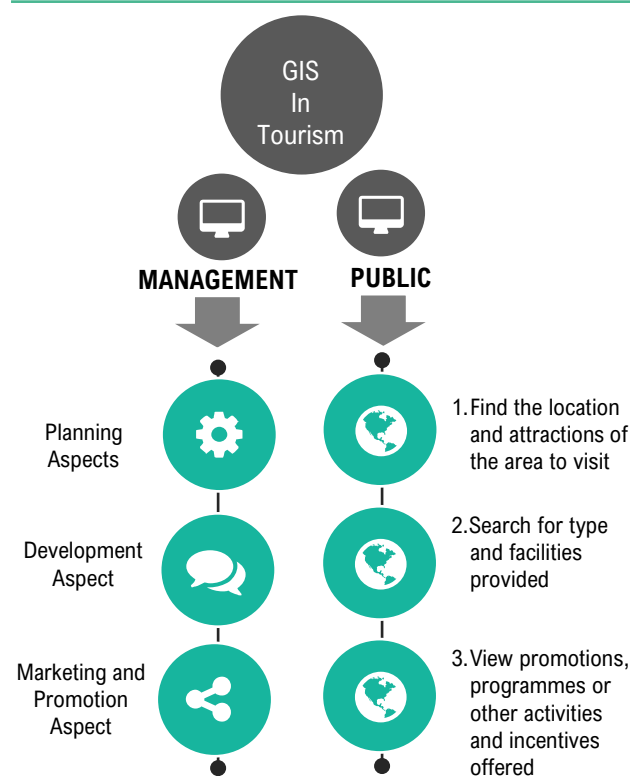 GIS
In
Tourism
MANAGEMENT
PUBLIC
Planning
Aspects
Development
Aspect
Marketing and
Promotion
Aspect
1.Find the location
and attractions of
the area to visit
2.Search for type
and facilities
provided
3.View promotions,
programmes or
other activities
and incentives
offered